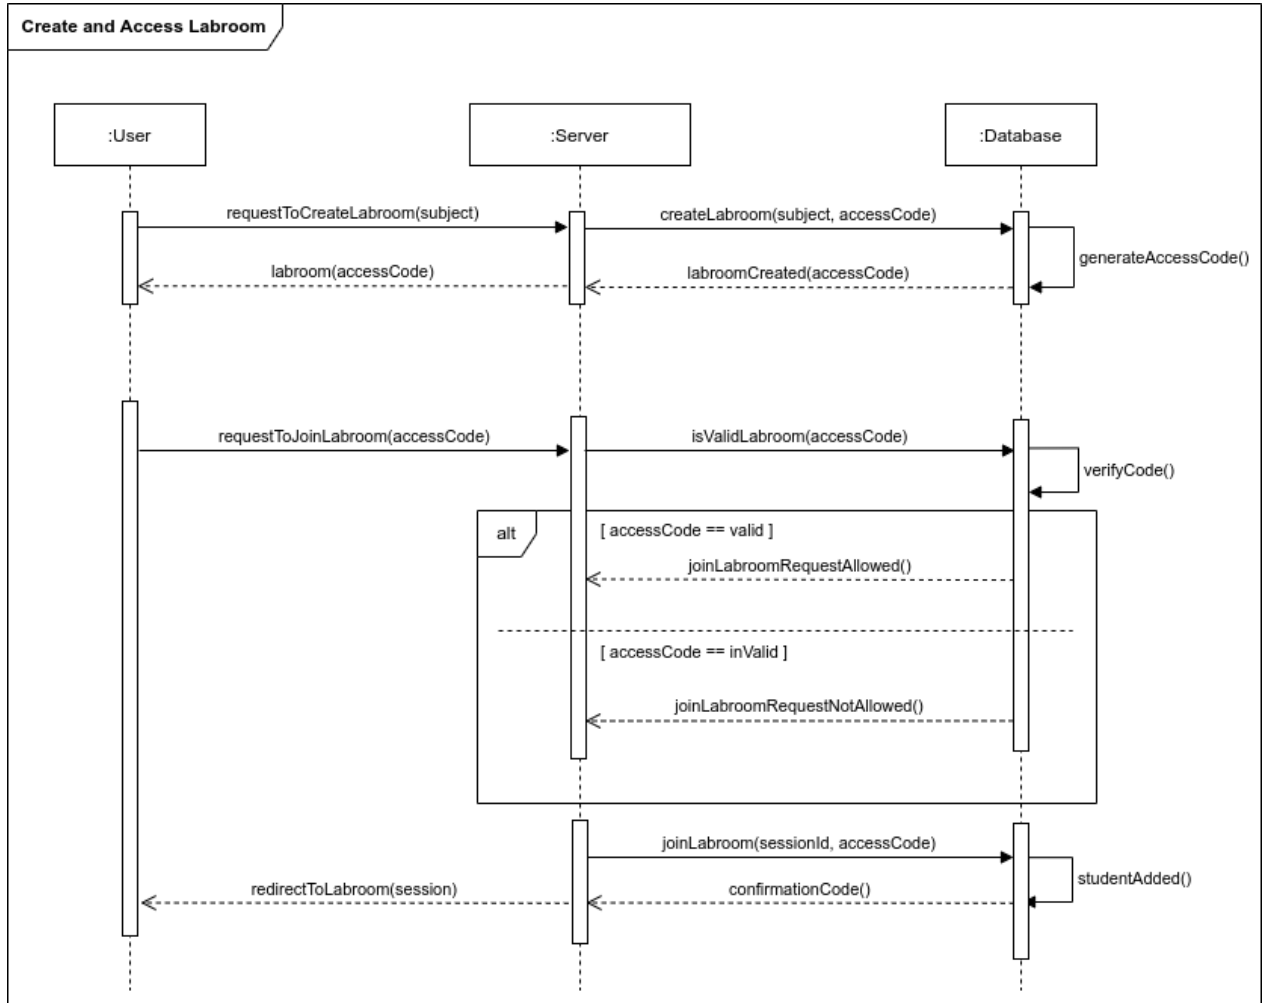 Create and Access Labroom
:User
:Server
:Database
requestToCreateLabroom(subject)
createLabroom(subject, accessCode)
generateAccessCode()
labroom(accessCode)
labroomCreated(accessCode)
requestToJoinLabroom(accessCode)
isValidLabroom(accessCode)
verifyCode()
alt
[ accessCode == valid ]
joinLabroomRequestAllowed()
[ accessCode == inValid ]
joinLabroomRequestNotAllowed()
joinLabroom(sessionId, accessCode)
studentAdded()
redirectToLabroom(session)
confirmationCode()